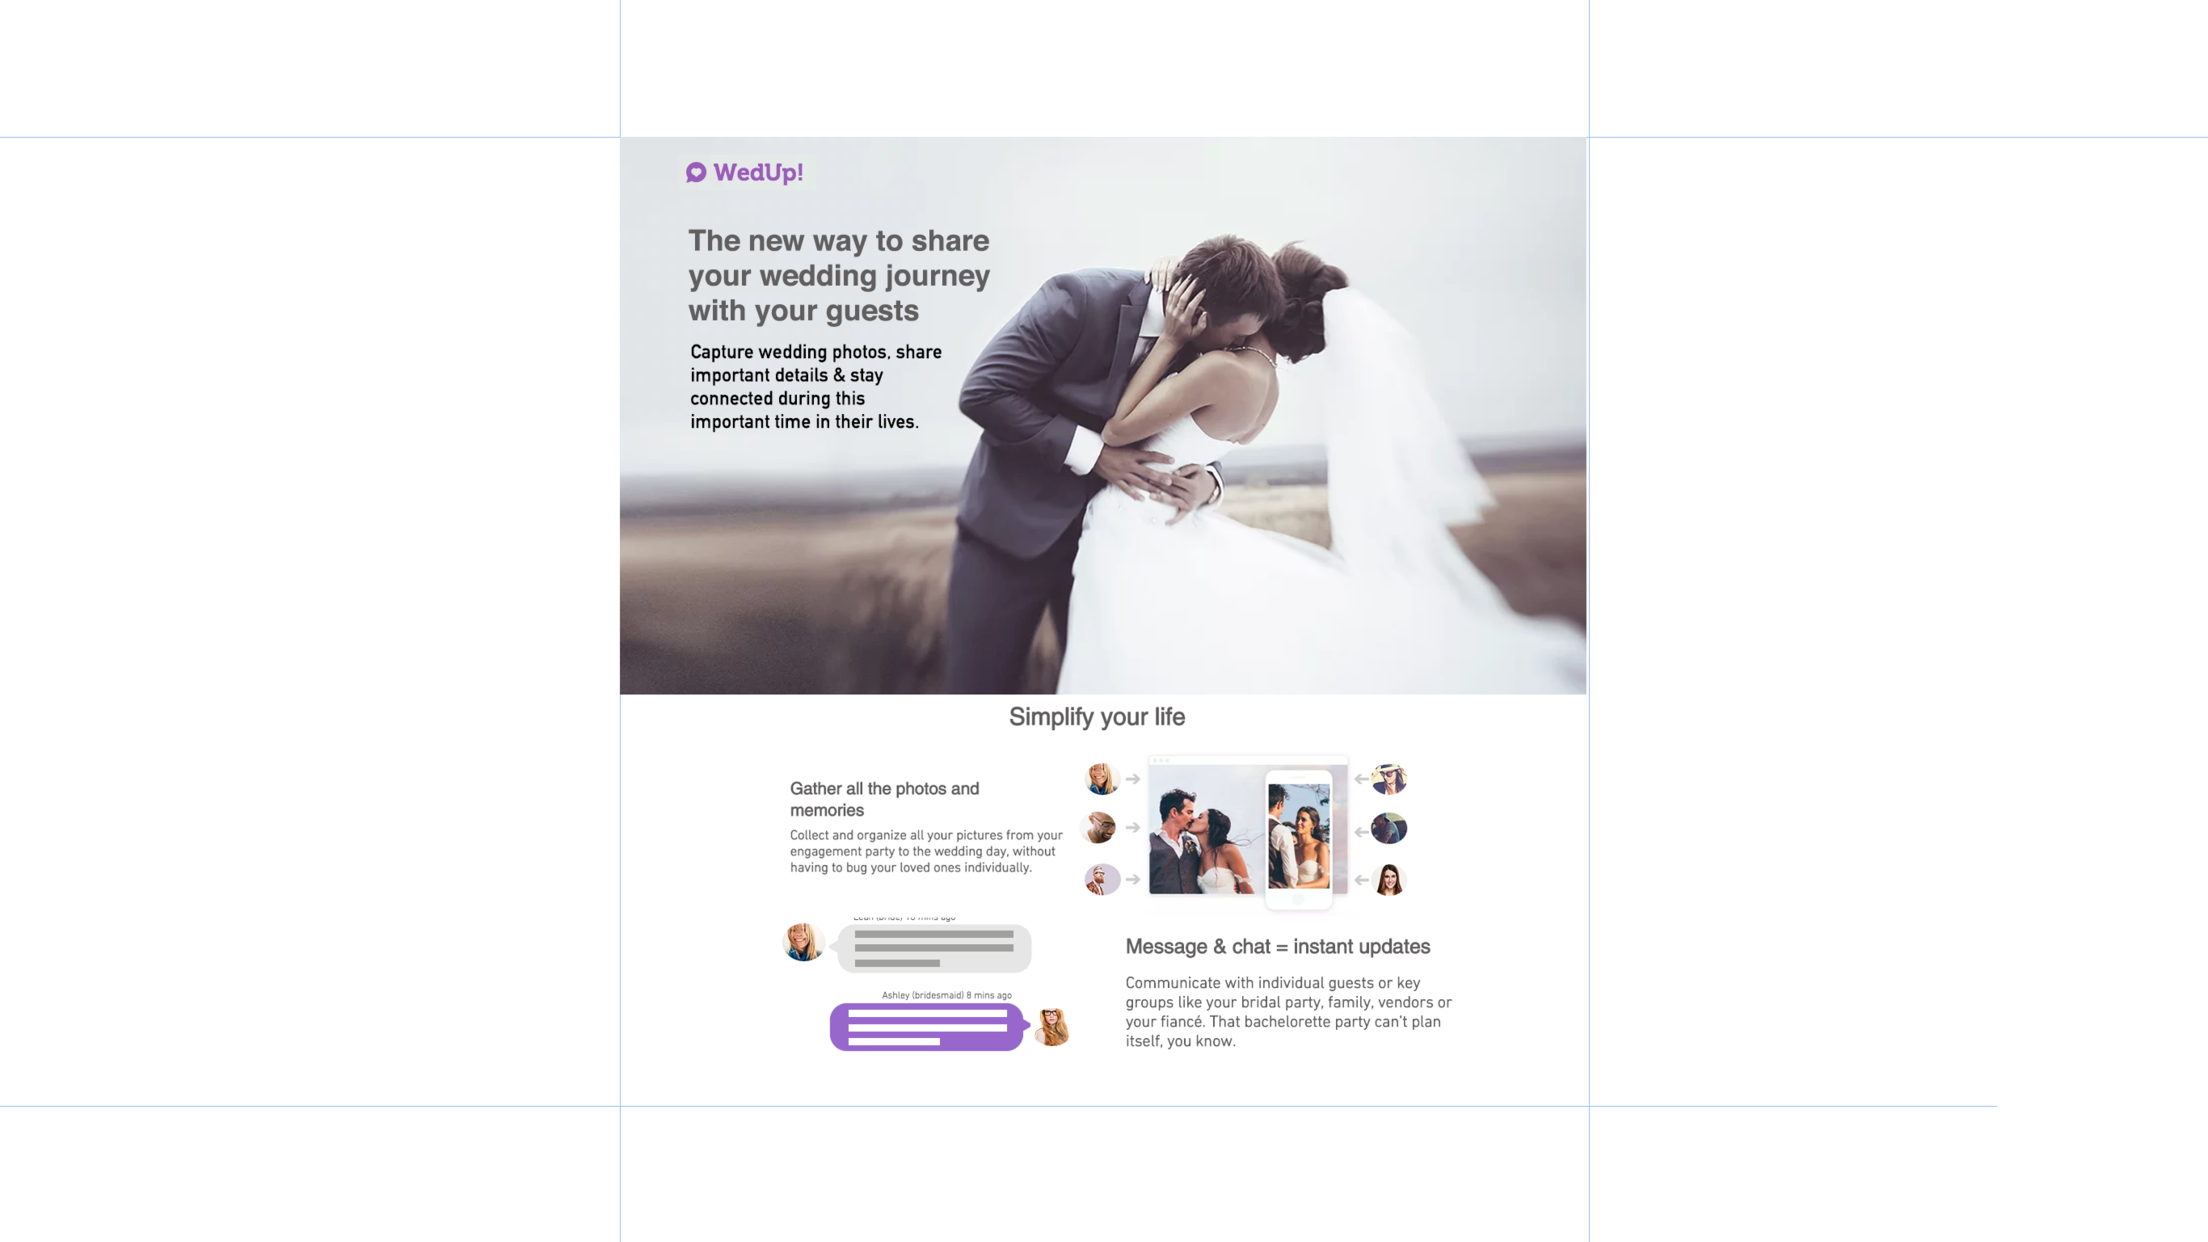 WedUp!
The new way to share
your wedding journey
with your guests
Capture wedding photos, share
important details & stay
connected during this
important time in their lives.
Simplify your life
Gather all the photos and
memories
Collect and organize all your pictures from your
engagement party to the wedding day, without
having to bug your loved ones individually.
(bride) 10 mins ago
Ashley (bridesmaid) 8 mins ago
Message & chat = instant updates
Communicate with individual guests or key
groups like your bridal party, family, vendors or
your fiancé. That bachelorette party can't plan
itself, you know.